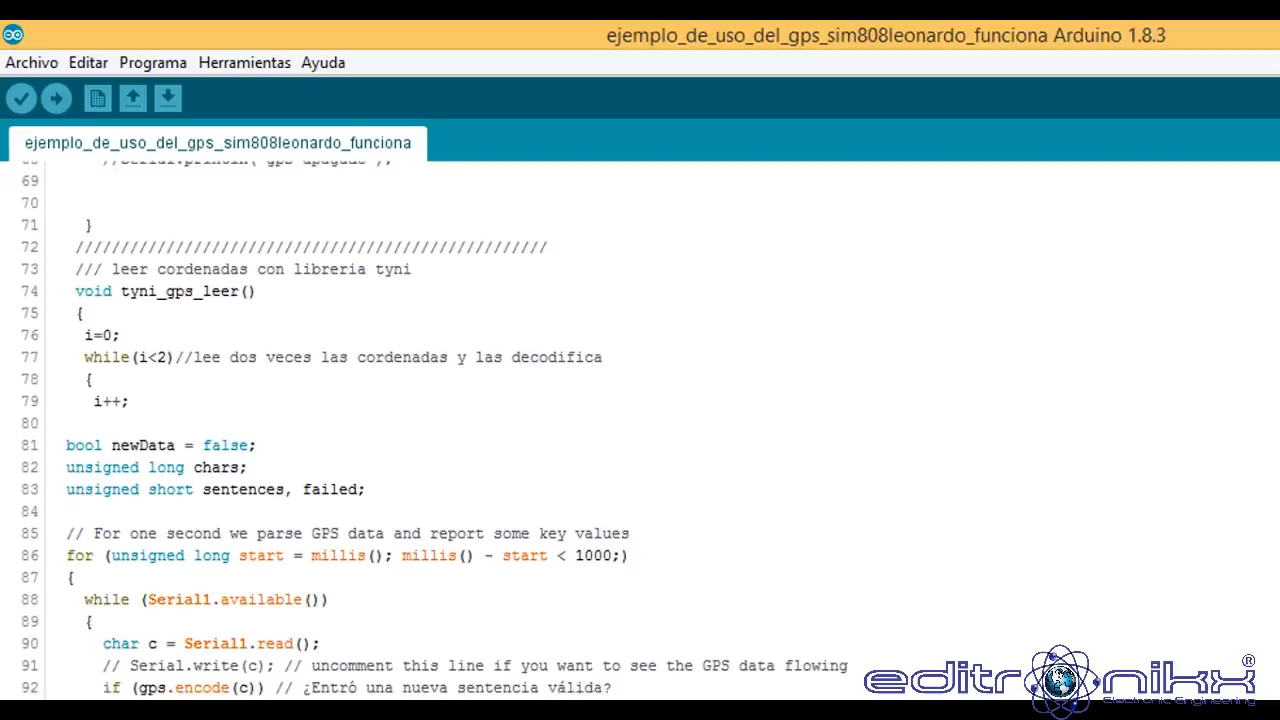 ejemplo_de_uso_del_gps_sim808leonardo_funciona Arduino 1.8.3
Archivo Editar Programa Herramientas Ayuda
ejemplo_de_uso_del_gps_sim808leonardo_funciona
69
70
71 }
72 ////////////////////////////////////////////////////
73 /// leer cordenadas con libreria tyni
74 void tyni_gps_leer()
75 {
76 i=0;
77 while(i<2)//lee dos veces las cordenadas y las decodifica
78 {
79 i++;
80
81 bool newData = false;
82 unsigned long chars;
83 unsigned short sentences, failed;
84
85 // For one second we parse GPS data and report some key values
86 for (unsigned long start = millis(); millis() - start < 1000;)
87 {
88 while (Serial1.available())
89 {
90 char c = Serial1.read();
91 // Serial.write(c); // uncomment this line if you want to see the GPS data flowing
92 if (gps.encode(c)) // ¿Entró una nueva sentencia válida?
editronikx®
Electronic Engineering